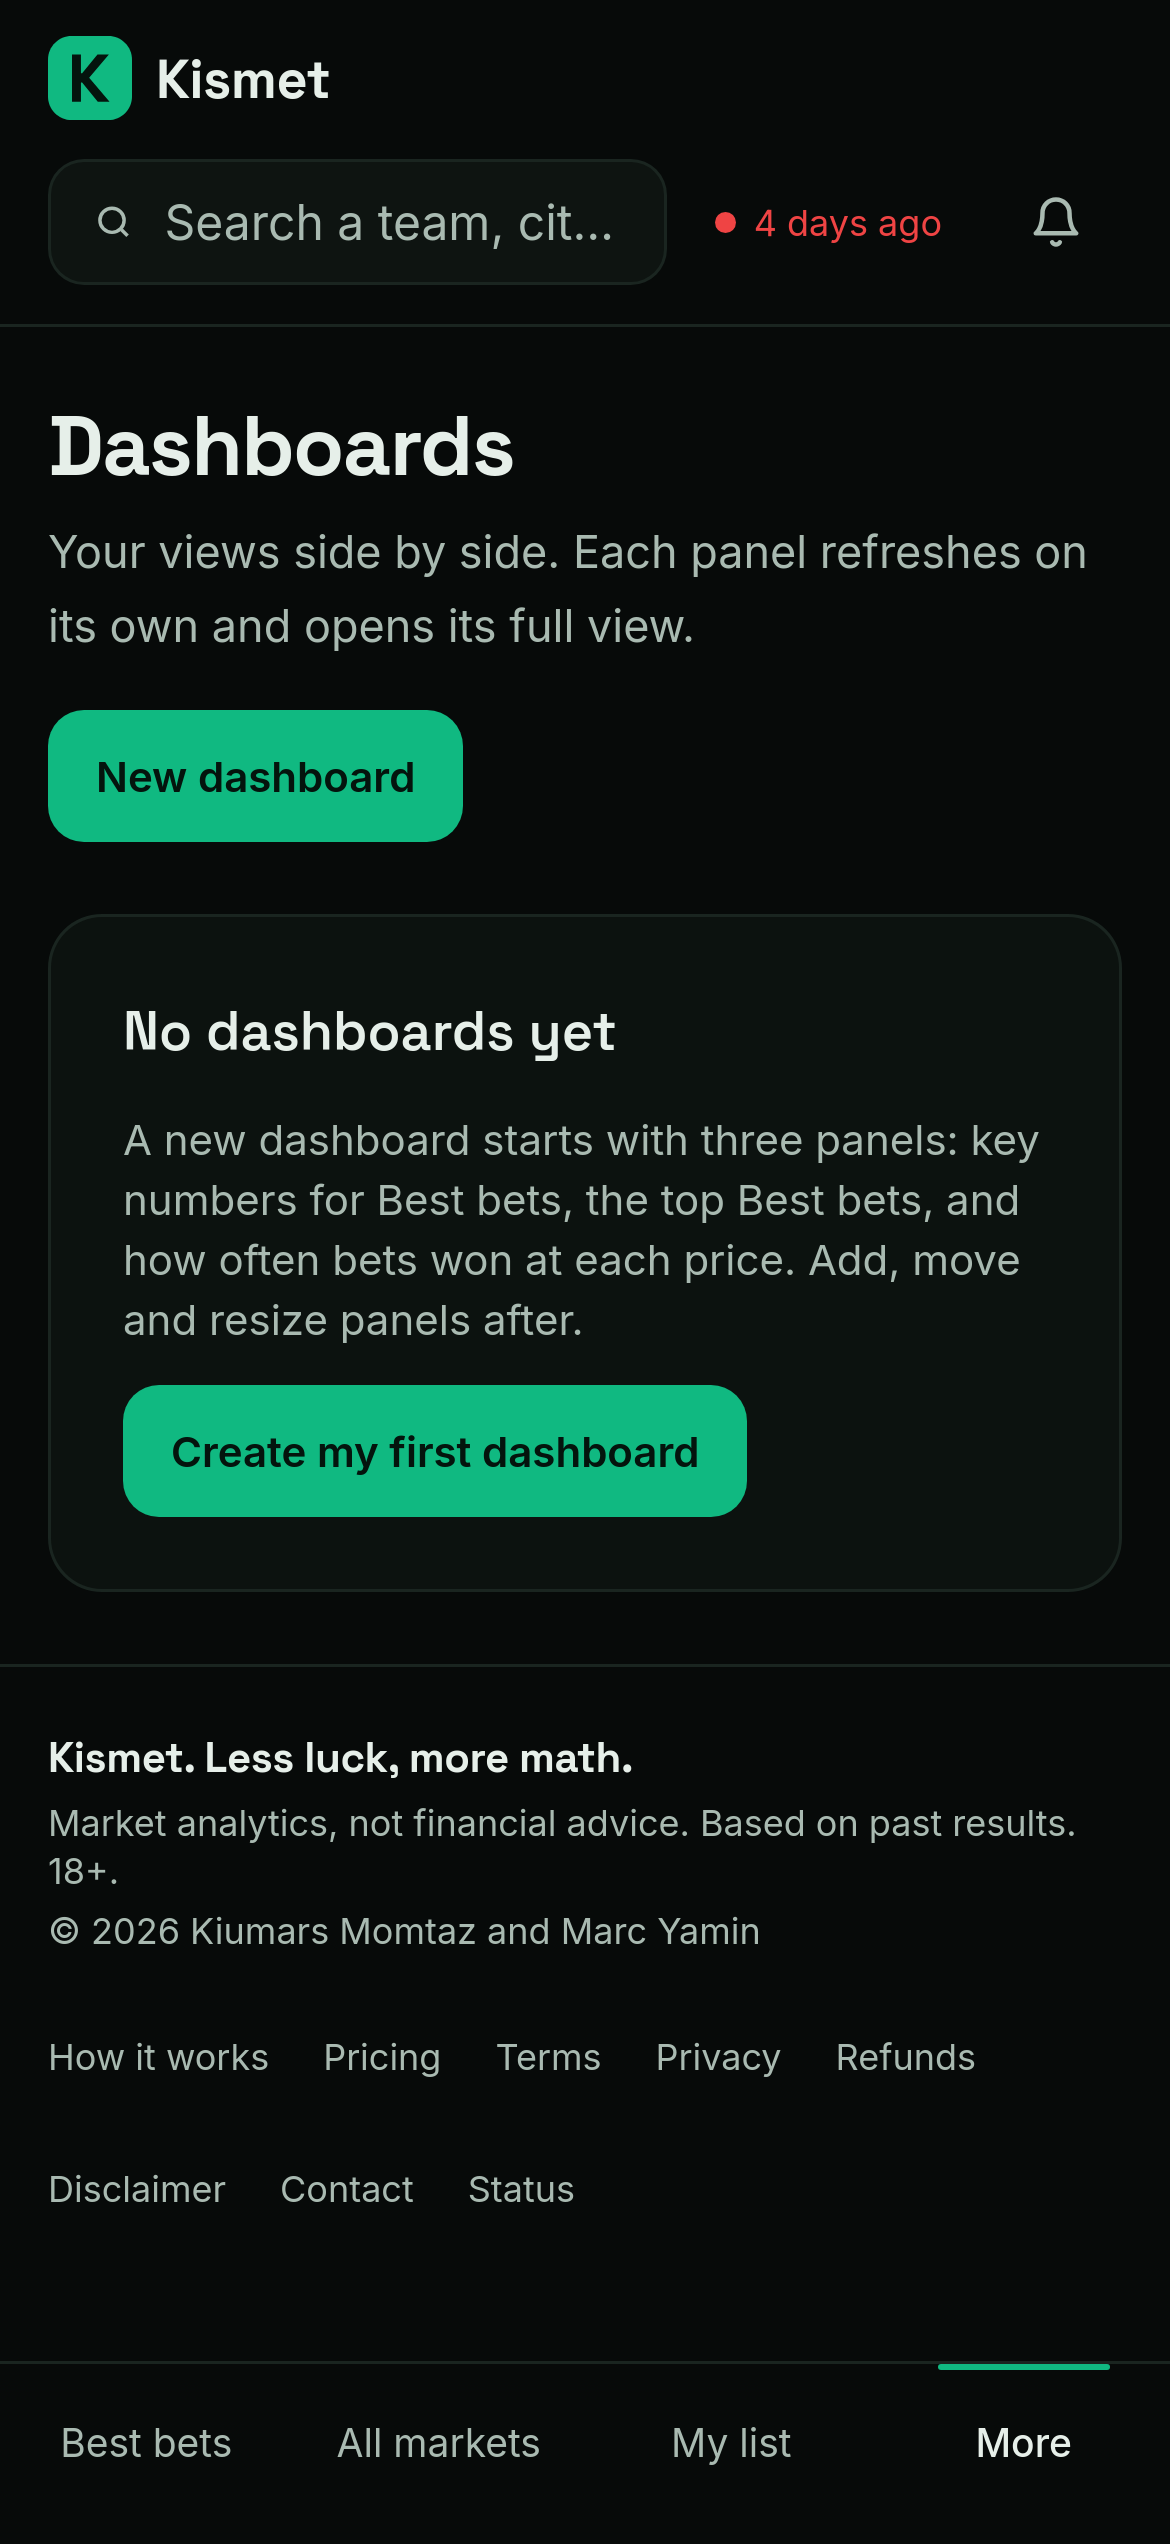 K Kismet
Search a team, cit...
4 days ago
Dashboards
Your views side by side. Each panel refreshes on
its own and opens its full view.
New dashboard
No dashboards yet
A new dashboard starts with three panels: key
numbers for Best bets, the top Best bets, and
how often bets won at each price. Add, move
and resize panels after.
Create my first dashboard
Kismet. Less luck, more math.
Market analytics, not financial advice. Based on past results.
18+.
© 2026 Kiumars Momtaz and Marc Yamin
How it works Pricing Terms Privacy Refunds
Disclaimer Contact Status
Best bets All markets My list More